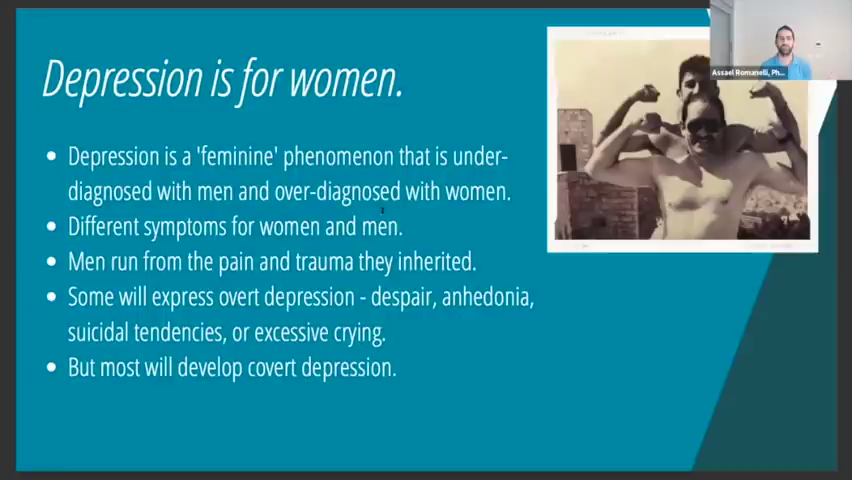 Depression is for women.
Assael Romanelli, Ph...
• Depression is a 'feminine' phenomenon that is under-
diagnosed with men and over-diagnosed with women.
• Different symptoms for women and men.
• Men run from the pain and trauma they inherited.
• Some will express overt depression - despair, anhedonia,
suicidal tendencies, or excessive crying.
• But most will develop covert depression.